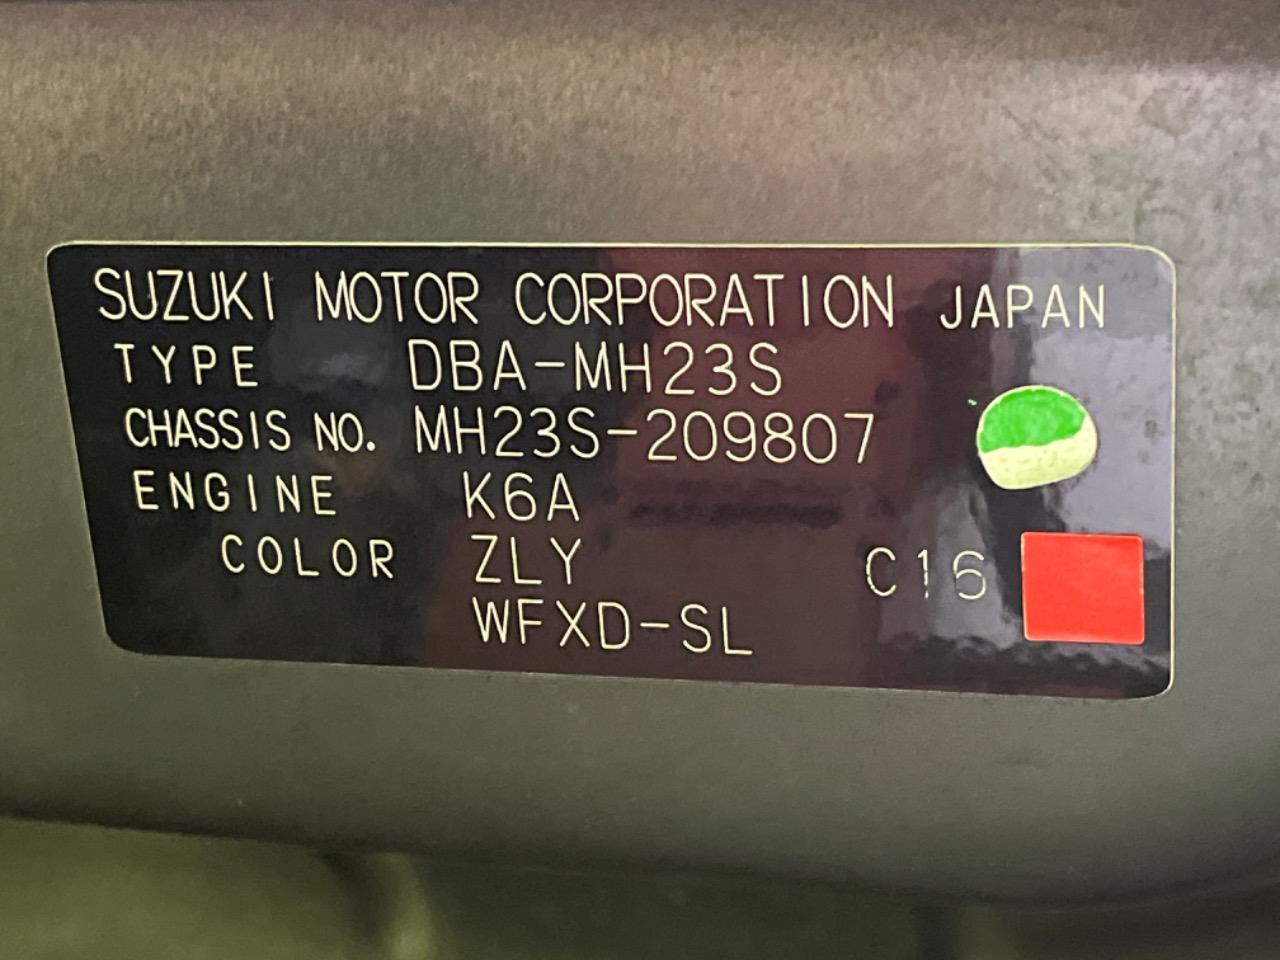 SUZUKI MOTOR CORPORATION JAPAN
TYPE DBA-MH23S
CHASSIS NO. MH23S-209807
ENGINE K6A
COLOR ZLY C16
WFXD-SL